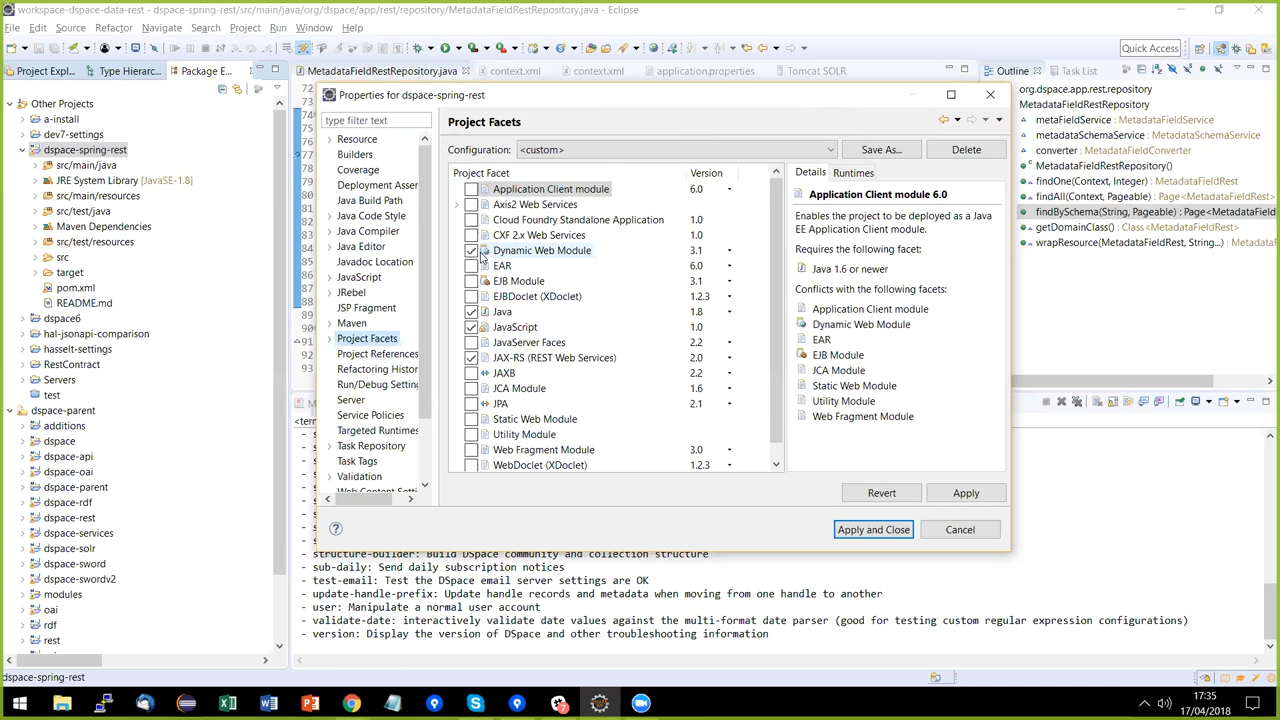 workspace-dspace-data-rest - dspace-spring-rest/src/main/java/org/dspace/app/rest/repository/MetadataFieldRestRepository.java - Eclipse
File Edit Source Refactor Navigate Search Project Run Window Help
Quick Access
Project Expl... Type Hierarc... Package E...
MetadataFieldRestRepository.java context.xml context.xml application.properties Tomcat SOLR
Outline Task List
Other Projects
a-install
dev7-settings
dspace-spring-rest
src/main/java
JRE System Library [JavaSE-1.8]
src/main/resources
src/test/java
Maven Dependencies
src/test/resources
src
target
pom.xml
README.md
dspace6
hal-jsonapi-comparison
hasselt-settings
RestContract
Servers
test
dspace-parent
additions
dspace
dspace-api
dspace-oai
dspace-parent
dspace-rdf
dspace-rest
dspace-services
dspace-solr
dspace-sword
dspace-swordv2
modules
oai
rdf
rest
Properties for dspace-spring-rest
type filter text
Resource
Builders
Coverage
Deployment Assem
Java Build Path
Java Code Style
Java Compiler
Java Editor
Javadoc Location
JavaScript
JRebel
JSP Fragment
Maven
Project Facets
Project References
Refactoring Histor
Run/Debug Setting
Server
Service Policies
Targeted Runtimes
Task Repository
Task Tags
Validation
Web Content Setti
Project Facets
Configuration: <custom> Save As... Delete
Project Facet Version
Application Client module 6.0
Axis2 Web Services
Cloud Foundry Standalone Application 1.0
CXF 2.x Web Services 1.0
Dynamic Web Module 3.1
EAR 6.0
EJB Module 3.1
EJBDoclet (XDoclet) 1.2.3
Java 1.8
JavaScript 1.0
JavaServer Faces 2.2
JAX-RS (REST Web Services) 2.0
JAXB 2.2
JCA Module 1.6
JPA 2.1
Static Web Module
Utility Module
Web Fragment Module 3.0
WebDoclet (XDoclet) 1.2.3
Details Runtimes
Application Client module 6.0
Enables the project to be deployed as a Java
EE Application Client module.
Requires the following facet:
Java 1.6 or newer
Conflicts with the following facets:
Application Client module
Dynamic Web Module
EAR
EJB Module
JCA Module
Static Web Module
Utility Module
Web Fragment Module
Revert Apply
Apply and Close Cancel
org.dspace.app.rest.repository
MetadataFieldRestRepository
metaFieldService : MetadataFieldServic
metadataSchemaService : MetadataSc
converter : MetadataFieldConverter
MetadataFieldRestRepository()
findOne(Context, Integer) : MetadataRest
findAll(Context, Pageable) : Page<Metad
findBySchema(String, Pageable) : Page<MetadataFiel
getDomainClass() : Class<MetadataFieldRest>
wrapResource(MetadataFieldRest, String...) : M
structure-builder: Build DSpace community and collection structure
- sub-daily: Send daily subscription notices
- test-email: Test the DSpace email server settings are OK
- update-handle-prefix: Update handle records and metadata when moving from one handle to another
- user: Manipulate a normal user account
- validate-date: interactively validate date values against the multi-format date parser (good for testing custom regular expression configurations)
- version: Display the version of DSpace and other troubleshooting information
dspace-spring-rest
17:35
17/04/2018